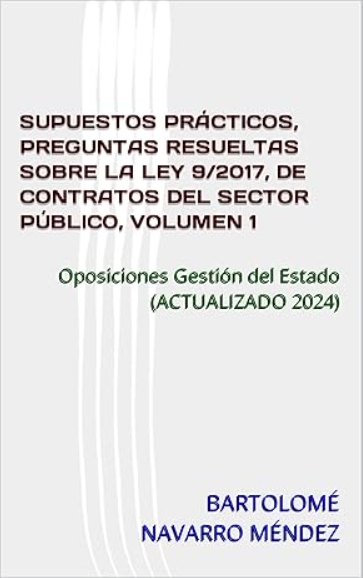 SUPUESTOS PRÁCTICOS,
PREGUNTAS RESUELTAS
SOBRE LA LEY 9/2017, DE
CONTRATOS DEL SECTOR
PÚBLICO, VOLUMEN 1
Oposiciones Gestión del Estado
(ACTUALIZADO 2024)
BARTOLOMÉ
NAVARRO MÉNDEZ